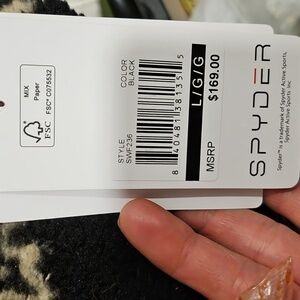 MIX
Paper
FSC® C075532
FSC
STYLE
SWF236
COLOR
BLACK
8 40481 38135 5
L/G/G
$169.00
MSRP
SPYDER
Spyder® is a trademark of Spyder Active Sports,
Spyder Active Sports Inc